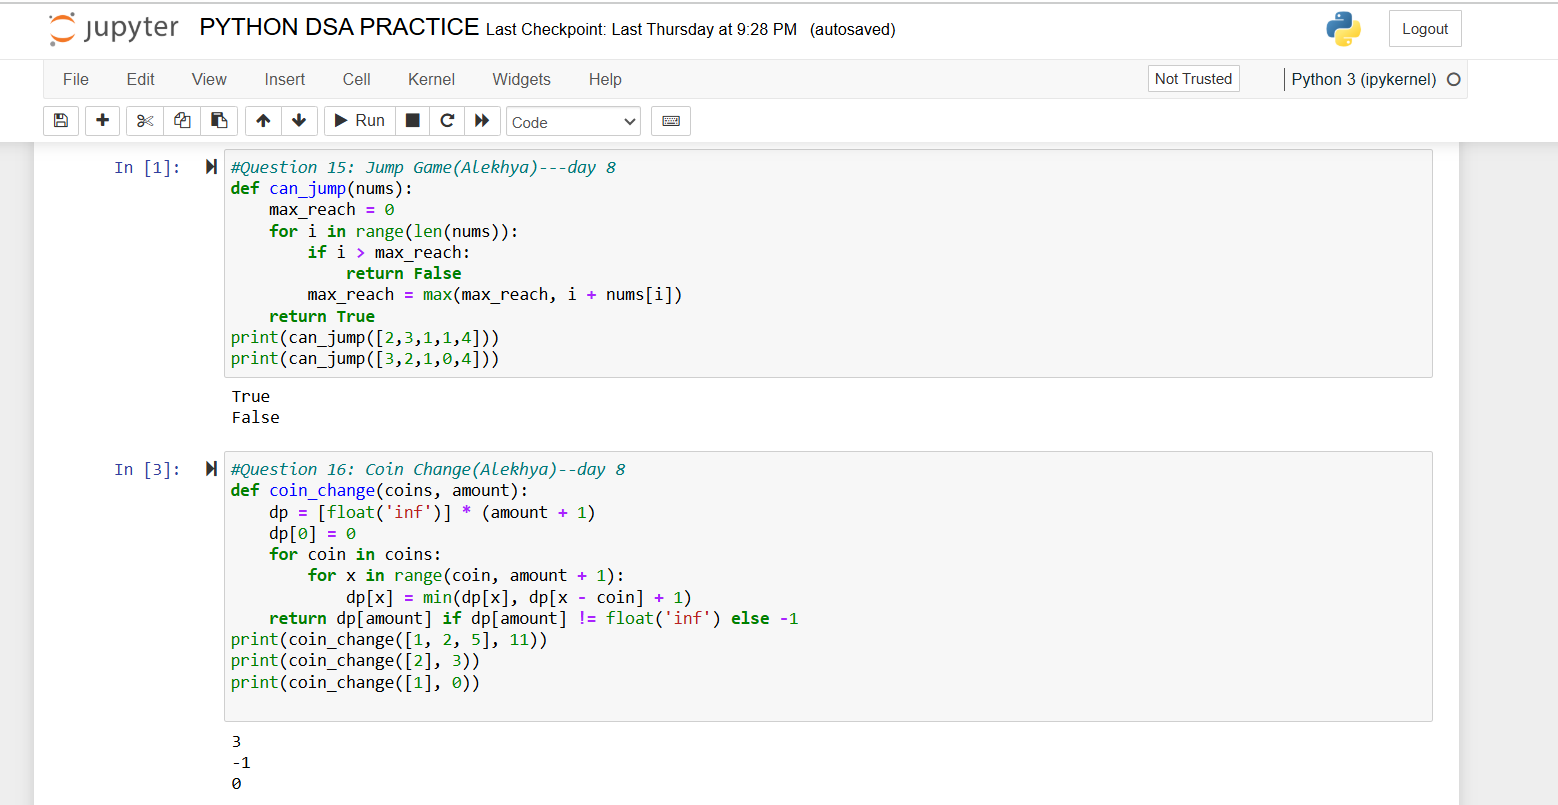 jupyter PYTHON DSA PRACTICE Last Checkpoint: Last Thursday at 9:28 PM (autosaved) Logout
File Edit View Insert Cell Kernel Widgets Help Not Trusted Python 3 (ipykernel)
Run Code
In [1]: #Question 15: Jump Game(Alekhya)---day 8
def can_jump(nums):
    max_reach = 0
    for i in range(len(nums)):
        if i > max_reach:
            return False
        max_reach = max(max_reach, i + nums[i])
    return True
print(can_jump([2,3,1,1,4]))
print(can_jump([3,2,1,0,4]))
True
False
In [3]: #Question 16: Coin Change(Alekhya)--day 8
def coin_change(coins, amount):
    dp = [float('inf')] * (amount + 1)
    dp[0] = 0
    for coin in coins:
        for x in range(coin, amount + 1):
            dp[x] = min(dp[x], dp[x - coin] + 1)
    return dp[amount] if dp[amount] != float('inf') else -1
print(coin_change([1, 2, 5], 11))
print(coin_change([2], 3))
print(coin_change([1], 0))
3
-1
0